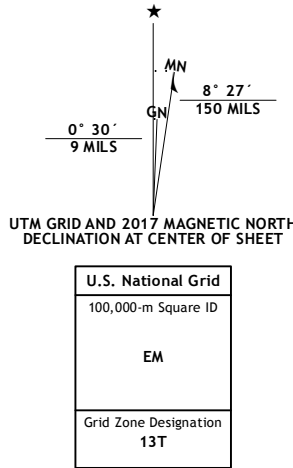 ★
MN
GN
8° 27´
150 MILS
0° 30´
9 MILS
UTM GRID AND 2017 MAGNETIC NORTH
DECLINATION AT CENTER OF SHEET
U.S. National Grid
100,000-m Square ID
EM
Grid Zone Designation
13T